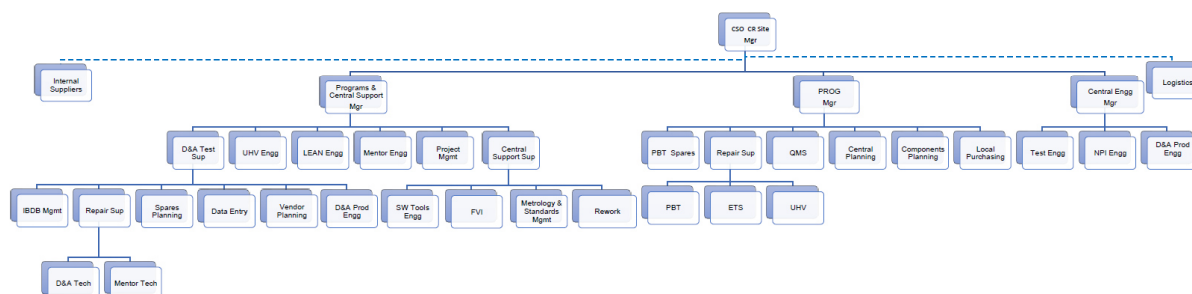 CSO CR Site
Mgr
Internal
Suppliers
Logistics
Programs &
Central Support
Mgr
PROG
Mgr
Central Engg
Mgr
D&A Test
Sup
UHV Engg
LEAN Engg
Mentor Engg
Project
Mgmt
Central
Support Sup
PBT Spares
Repair Sup
QMS
Central
Planning
Components
Planning
Local
Purchasing
Test Engg
NPI Engg
D&A Prod
Engg
IBDB Mgmt
Repair Sup
Spares
Planning
Data Entry
Vendor
Planning
D&A Prod
Engg
SW Tools
Engg
FVI
Metrology &
Standards
Mgmt
Rework
PBT
ETS
UHV
D&A Tech
Mentor Tech